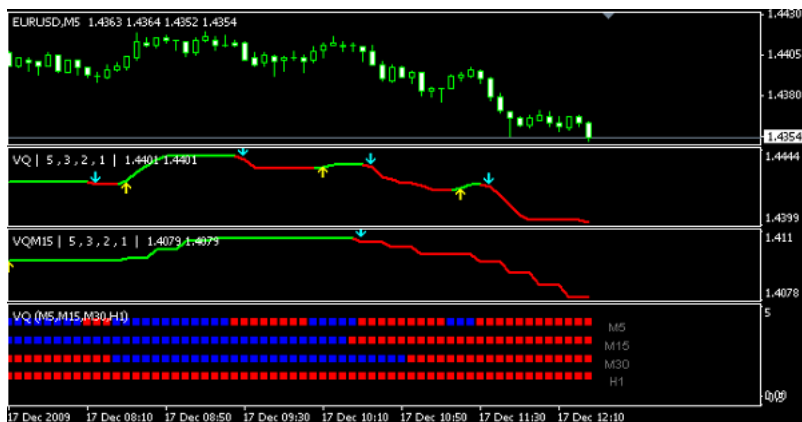 EURUSD,M5 1.4363 1.4364 1.4352 1.4354
1.4430
1.4405
1.4380
1.4354
VQ | 5,3,2,1 | 1.4401 1.4401
1.4444
1.4399
VQM15 | 5,3,2,1 | 1.4079 1.4079
1.411
1.4078
VQ (M5,M15,M30,H1)
5
M5
M15
M30
H1
17 Dec 2009 17 Dec 08:10 17 Dec 08:50 17 Dec 09:30 17 Dec 10:10 17 Dec 10:50 17 Dec 11:30 17 Dec 12:10